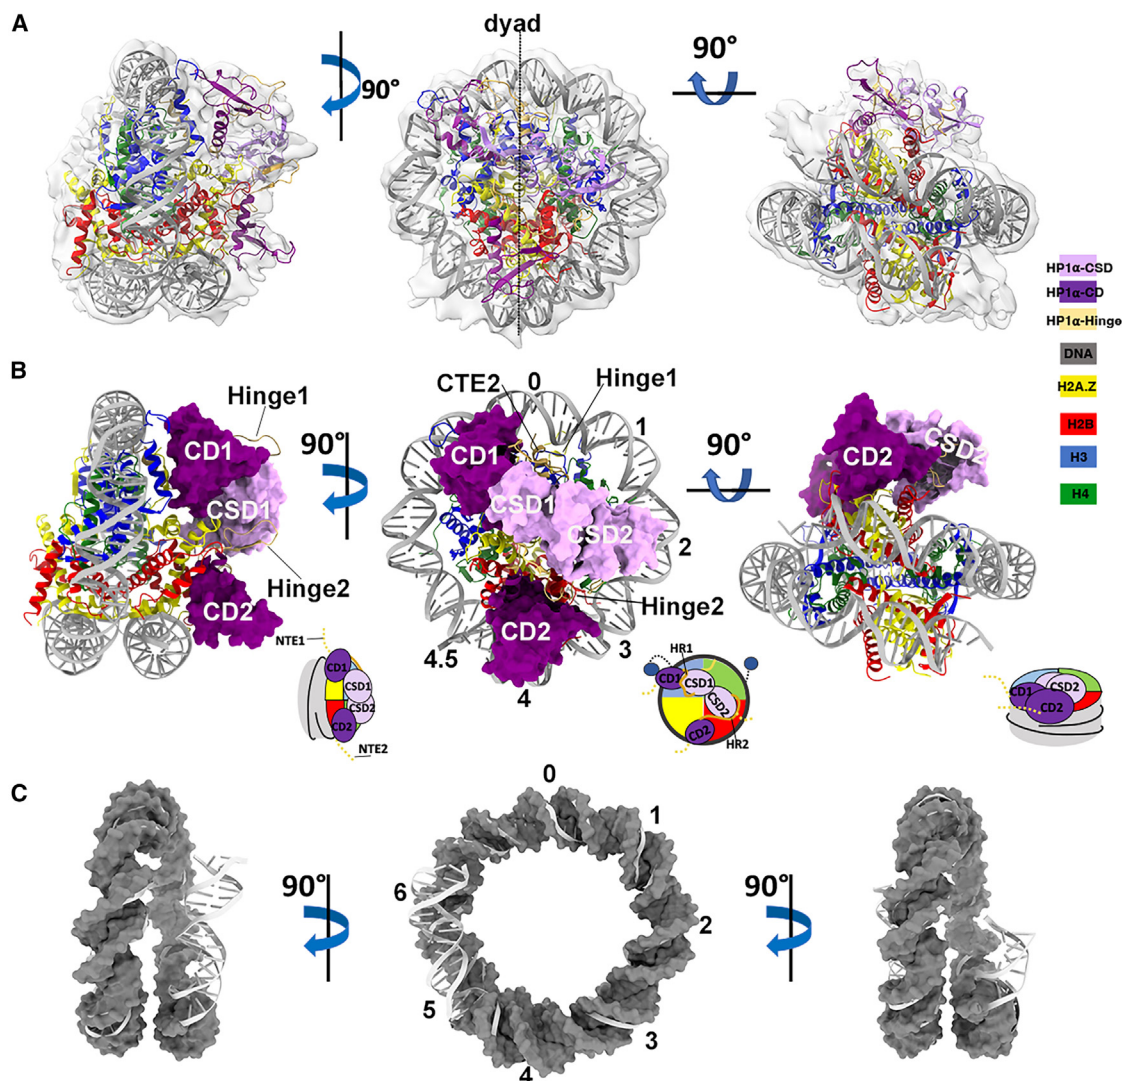 A
dyad
90°
90°
HP1α-CSD
HP1α-CD
HP1α-Hinge
DNA
H2A.Z
H2B
H3
H4
B
Hinge1
CD1
CSD1
Hinge2
CD2
90°
CTE2
0
Hinge1
1
CD1
CSD1
CSD2
2
Hinge2
CD2
3
4.5
4
90°
CD2
CSD2
NTE1
CD1
CSD1
CSD2
CD2
NTE2
HR1
CD1
CSD1
CSD2
CD2
HR2
CD1
CSD2
CD2
C
90°
0
1
2
3
4
5
6
90°